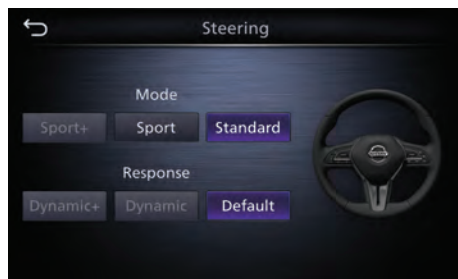 Steering
Mode
Sport+ Sport Standard
Response
Dynamic+ Dynamic Default